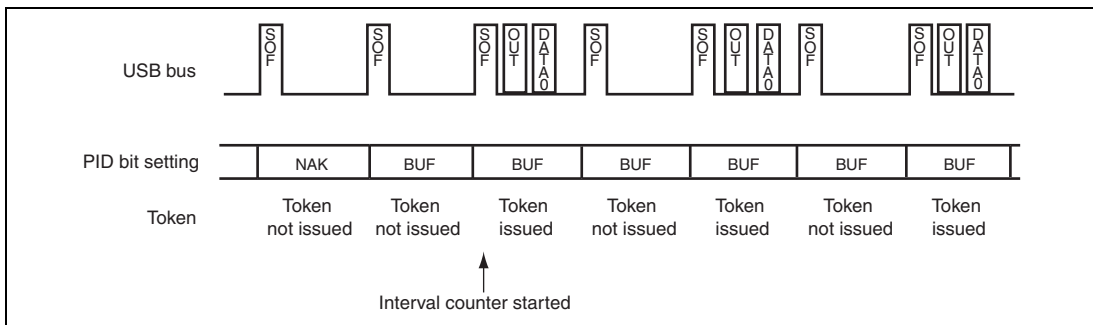 USB bus
SOF
SOF
SOF
OUT
DATA0
SOF
SOF
OUT
DATA0
SOF
SOF
OUT
DATA0
PID bit setting
NAK
BUF
BUF
BUF
BUF
BUF
BUF
Token
Token
not issued
Token
not issued
Token
issued
Token
not issued
Token
issued
Token
not issued
Token
issued
Interval counter started